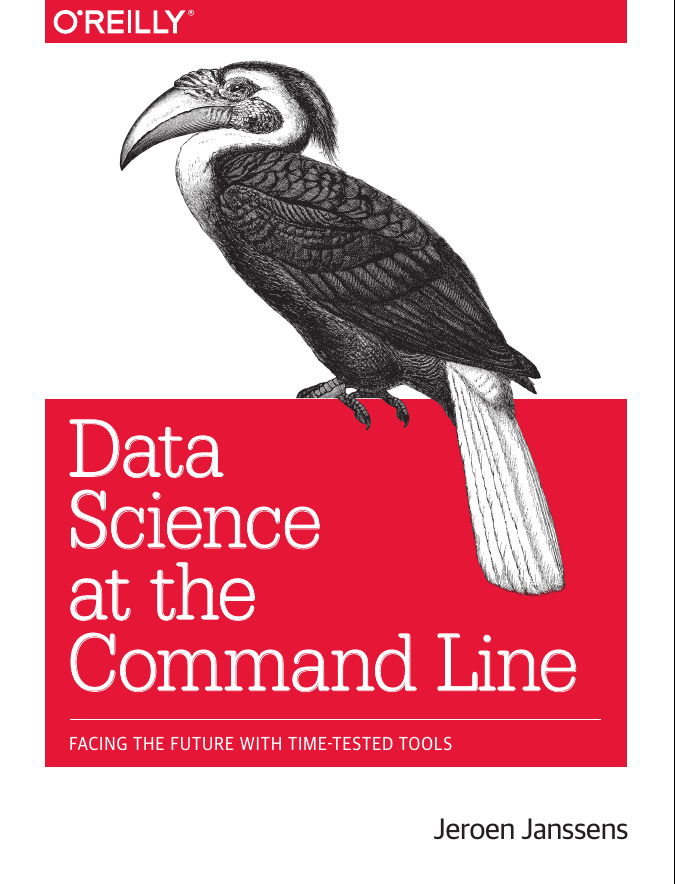 O'REILLY®
Data
Science
at the
Command Line
FACING THE FUTURE WITH TIME-TESTED TOOLS
Jeroen Janssens